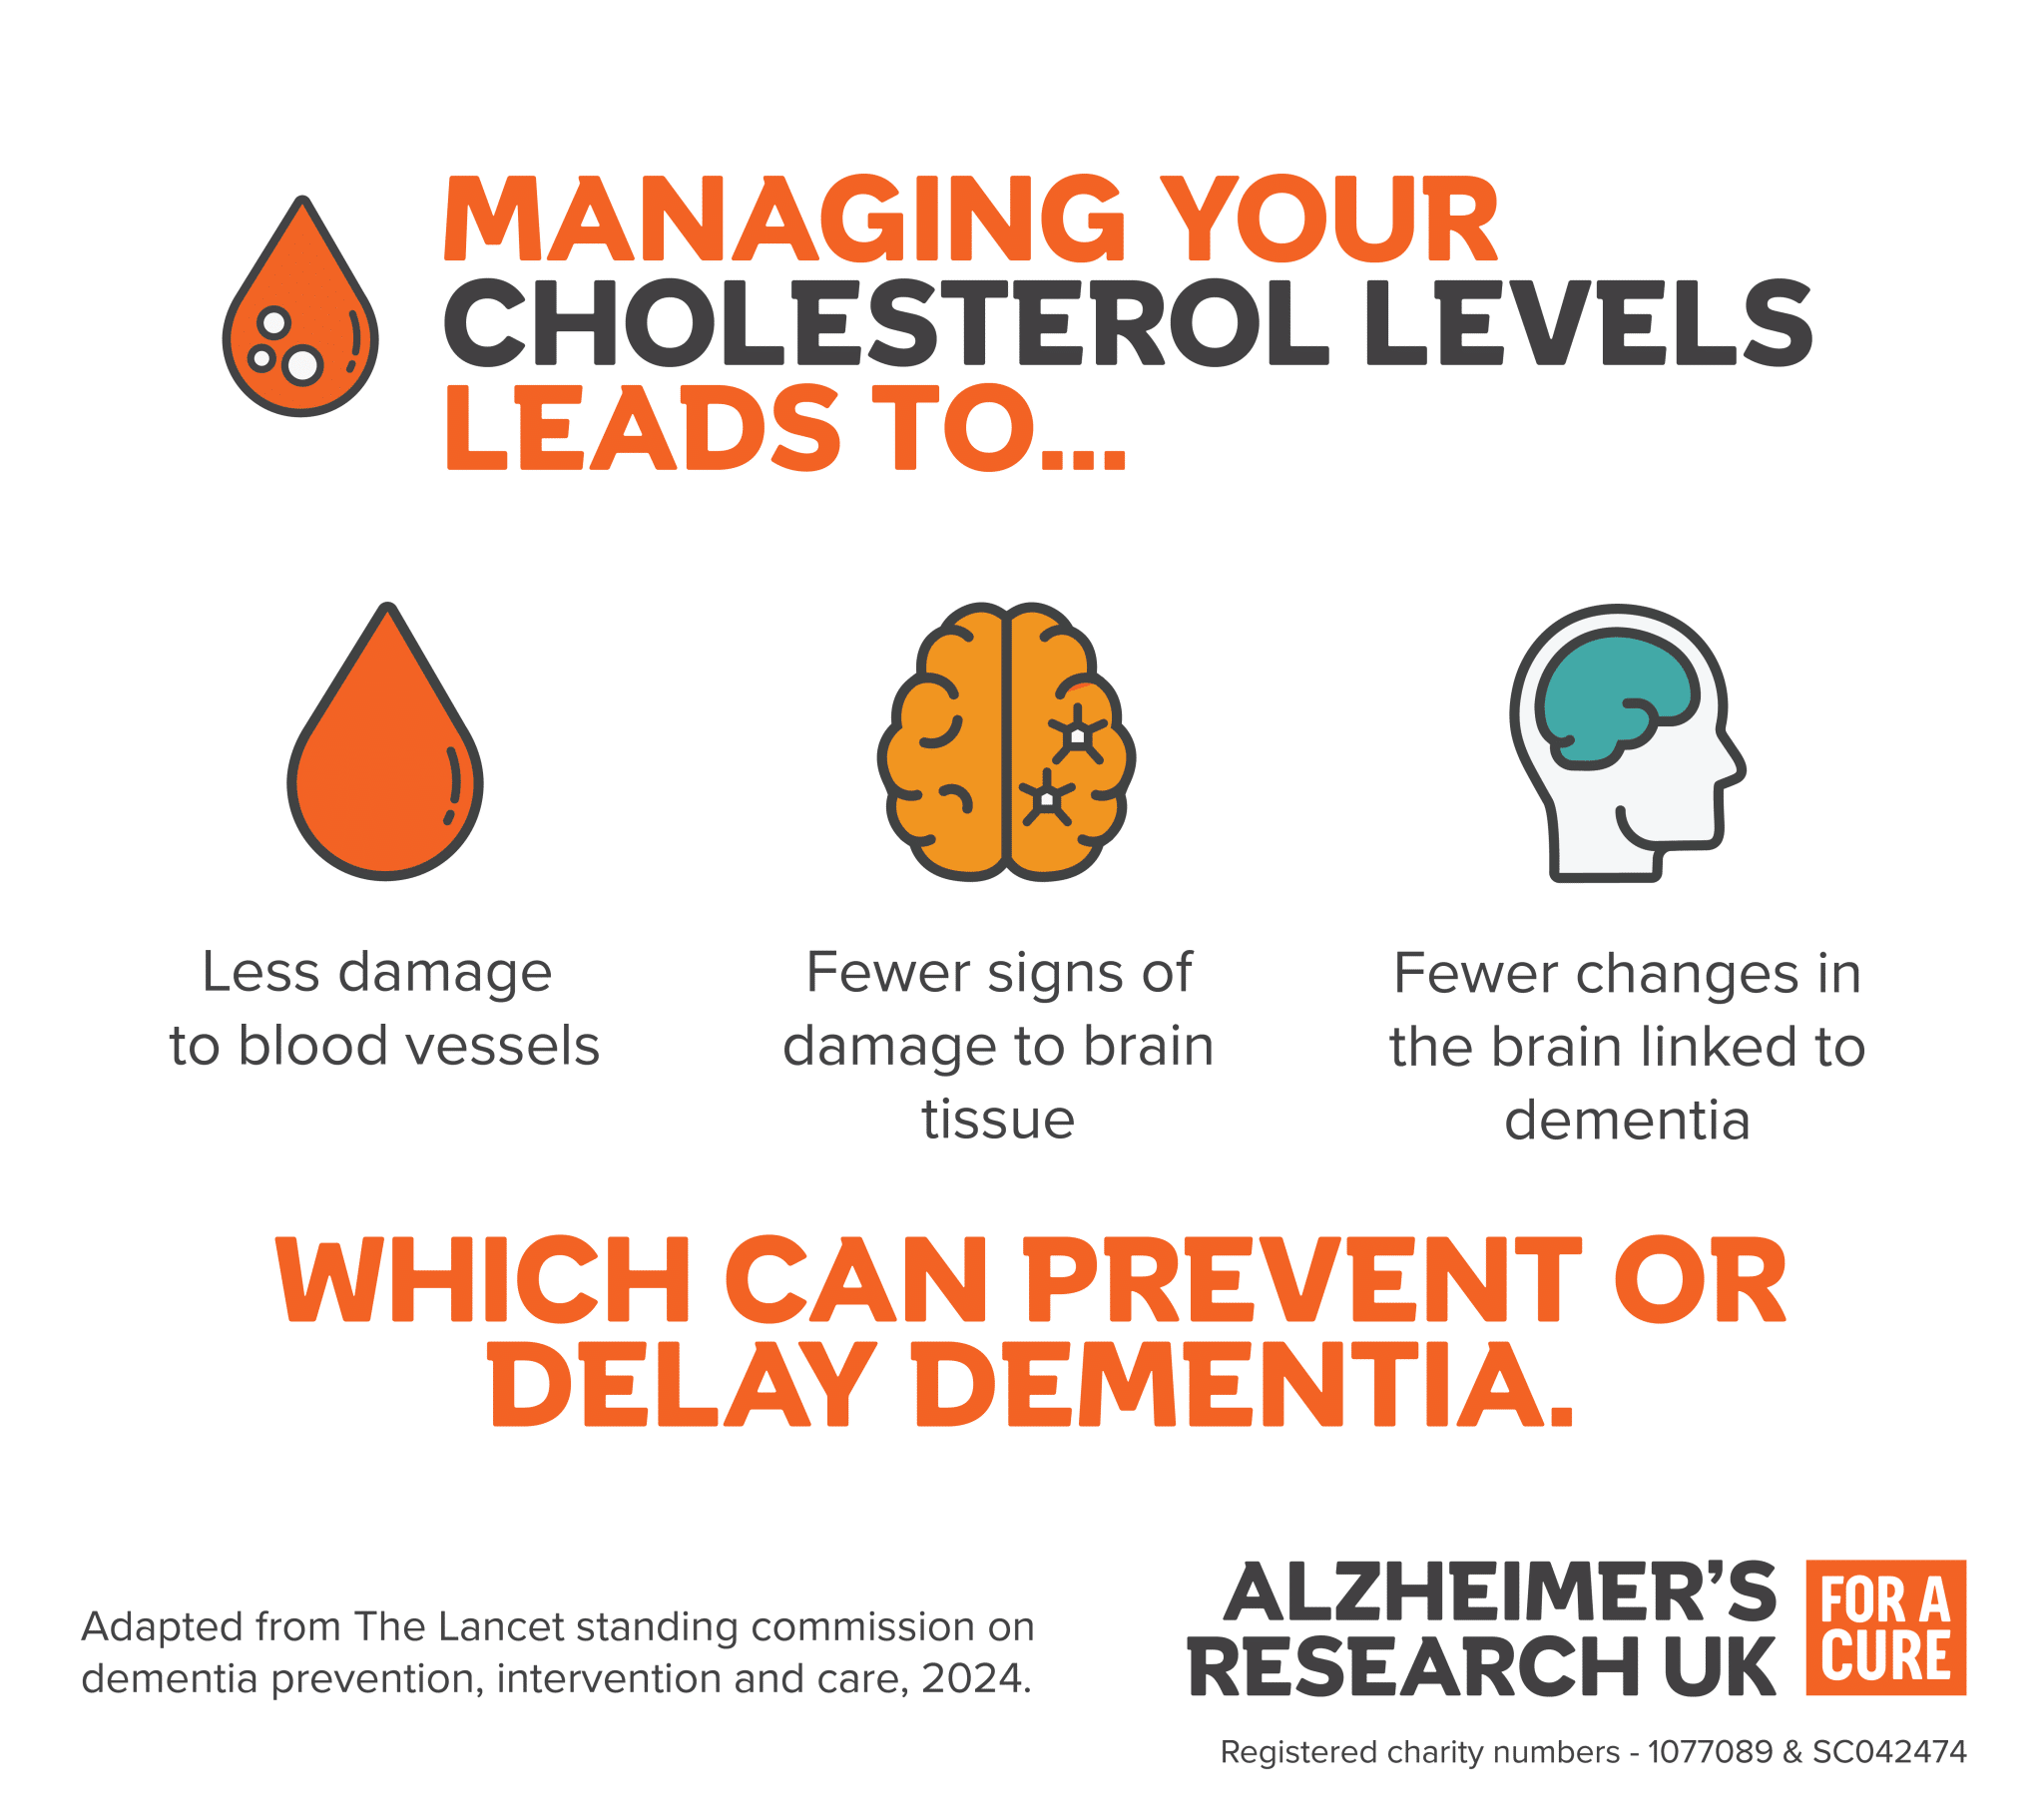 MANAGING YOUR
CHOLESTEROL LEVELS
LEADS TO...
Less damage
to blood vessels
Fewer signs of
damage to brain
tissue
Fewer changes in
the brain linked to
dementia
WHICH CAN PREVENT OR
DELAY DEMENTIA.
Adapted from The Lancet standing commission on
dementia prevention, intervention and care, 2024.
ALZHEIMER'S
RESEARCH UK
FOR A
CURE
Registered charity numbers - 1077089 & SC042474